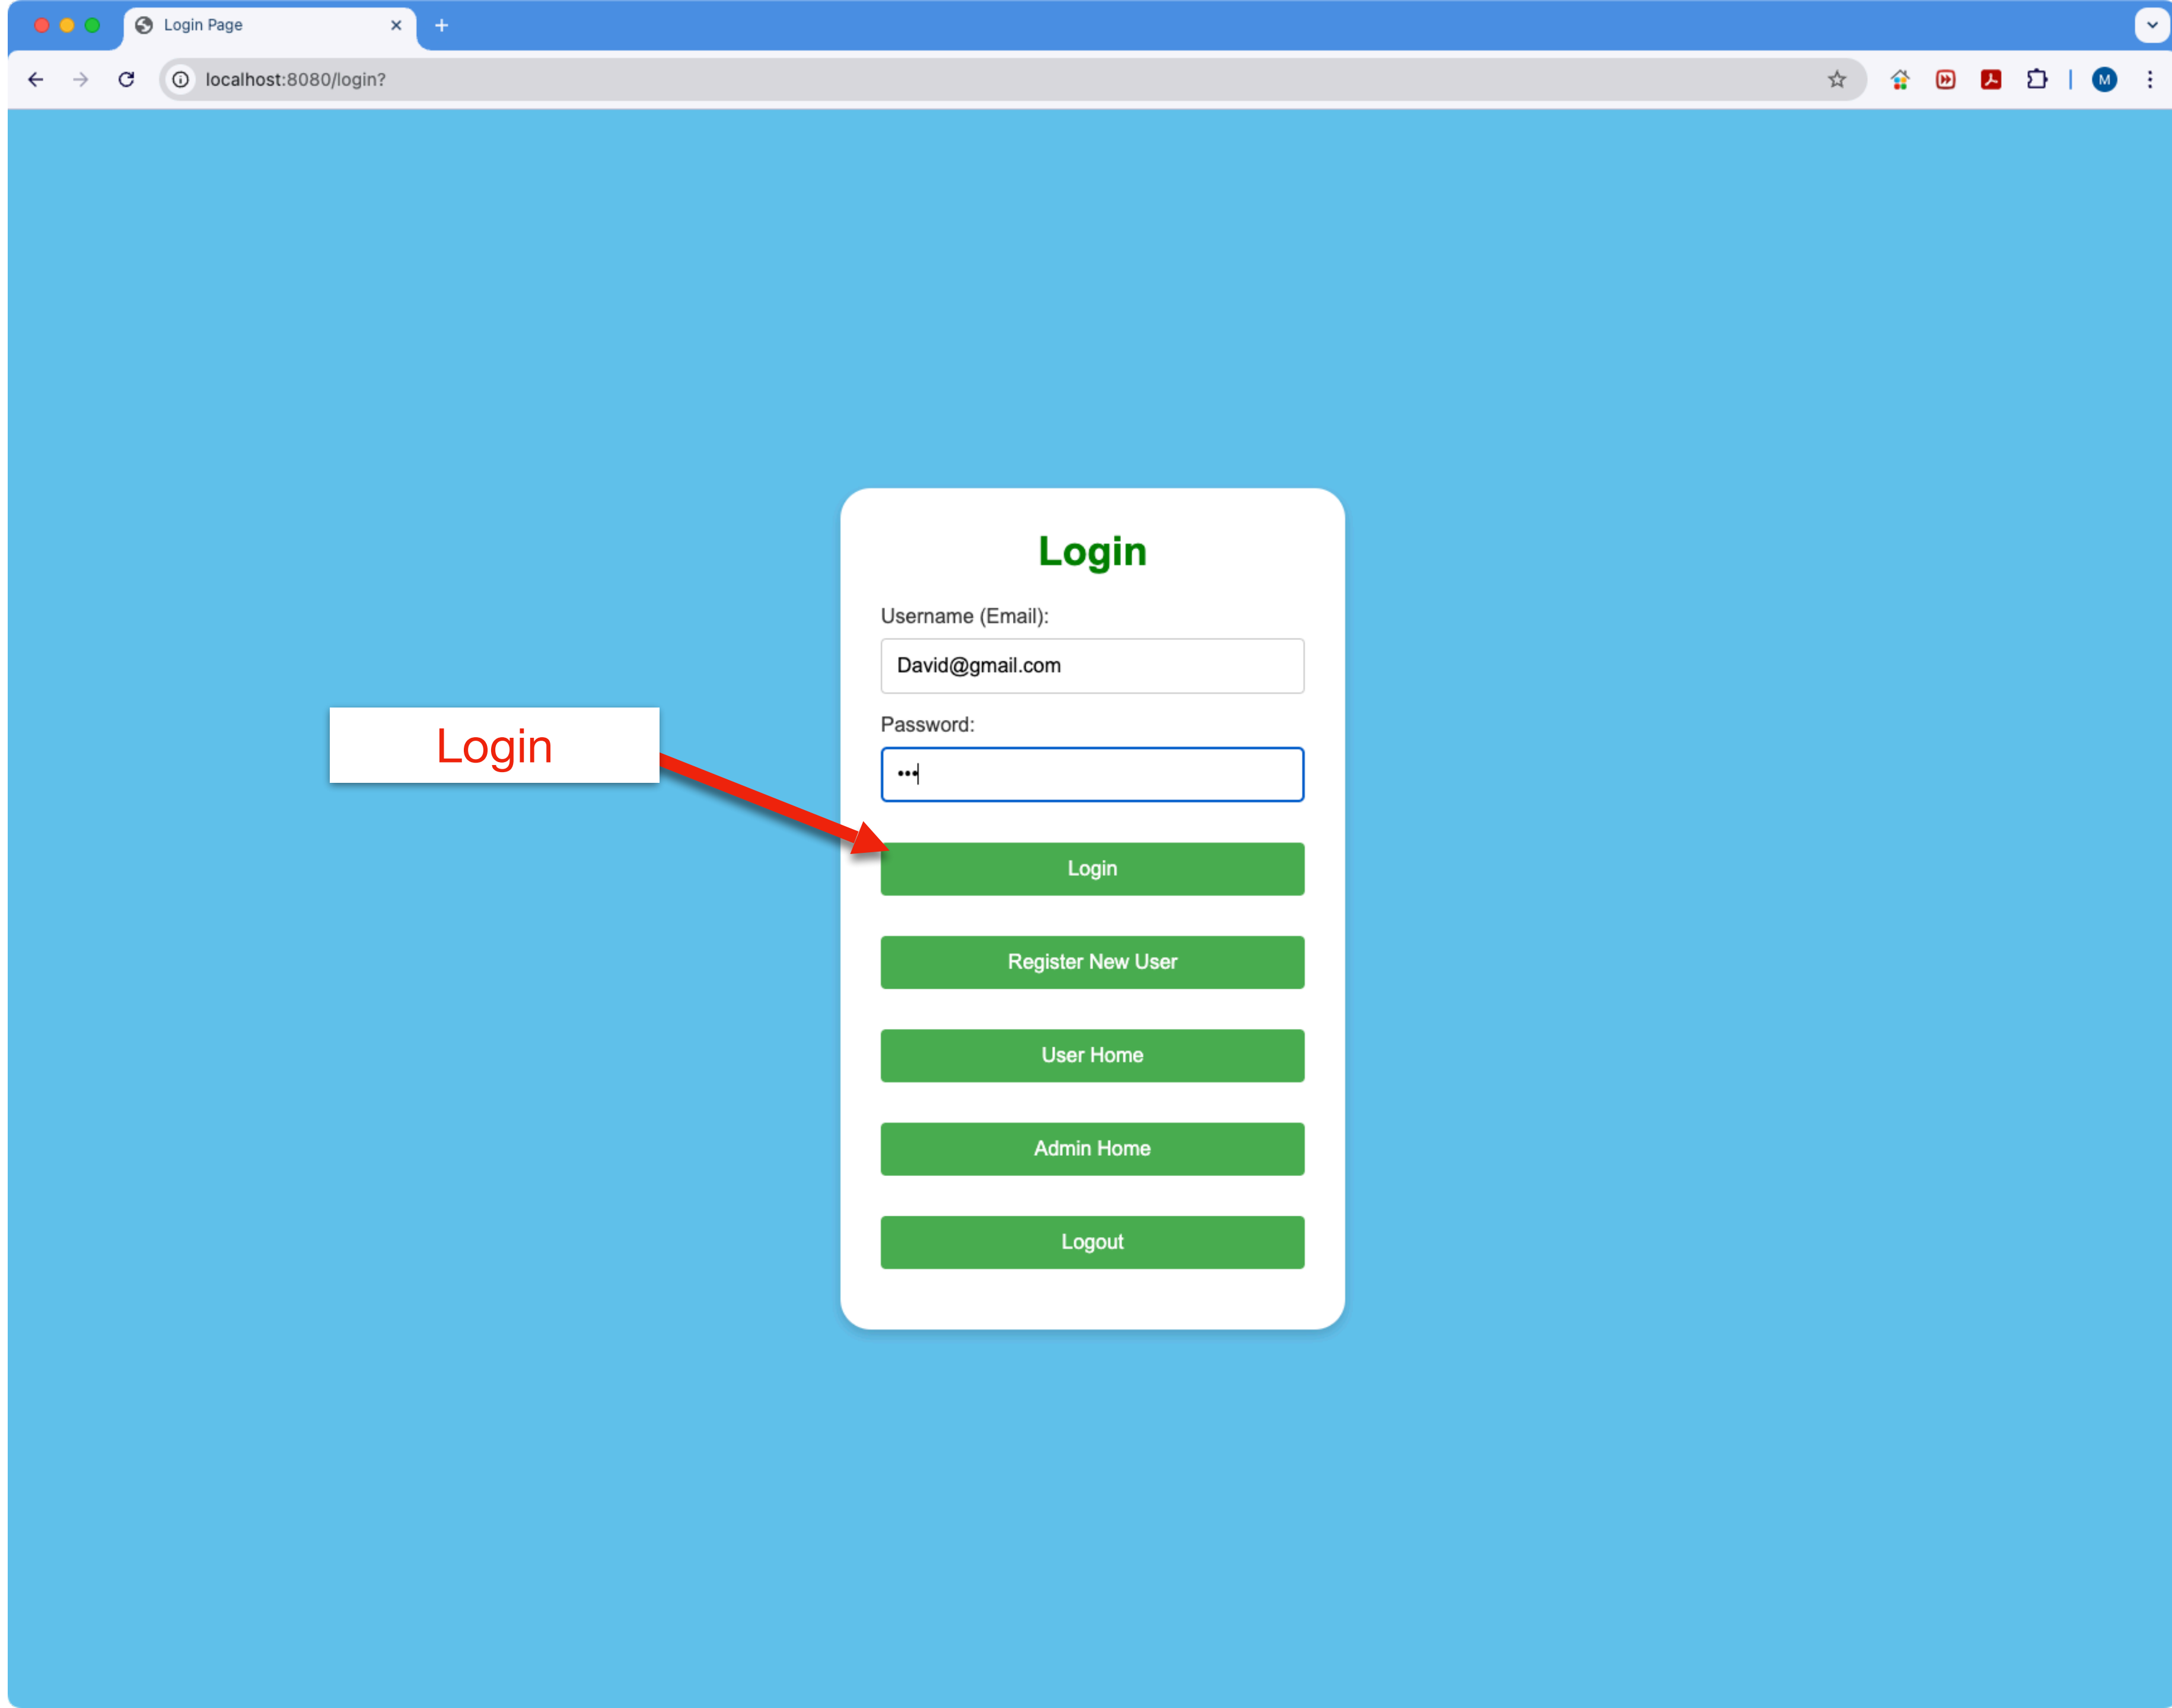 Login Page
localhost:8080/login?
M
Login
Username (Email):
David@gmail.com
Password:
•••
Login
Login
Register New User
User Home
Admin Home
Logout